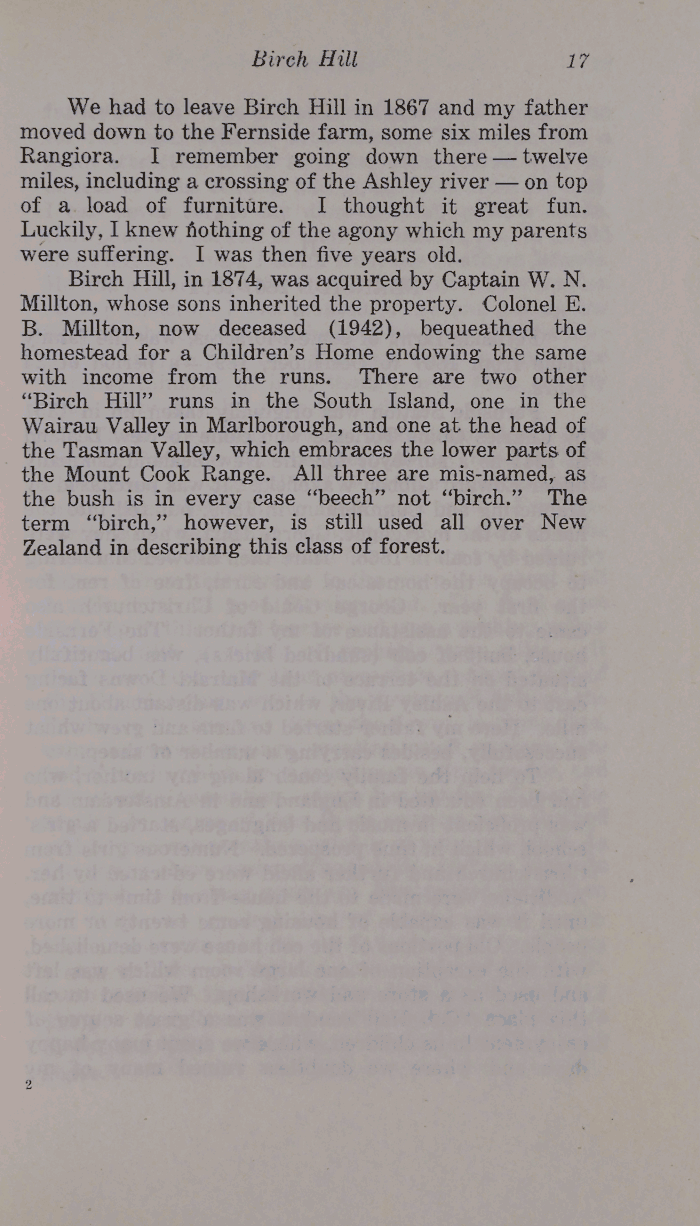 Birch Hill 17
We had to leave Birch Hill in 1867 and my father
moved down to the Fernside farm, some six miles from
Rangiora. I remember going down there — twelve
miles, including a crossing of the Ashley river — on top
of a load of furniture. I thought it great fun.
Luckily, I knew nothing of the agony which my parents
were suffering. I was then five years old.
Birch Hill, in 1874, was acquired by Captain W. N.
Millton, whose sons inherited the property. Colonel E.
B. Millton, now deceased (1942), bequeathed the
homestead for a Children's Home endowing the same
with income from the runs. There are two other
"Birch Hill" runs in the South Island, one in the
Wairau Valley in Marlborough, and one at the head of
the Tasman Valley, which embraces the lower parts of
the Mount Cook Range. All three are mis-named, as
the bush is in every case "beech" not "birch." The
term "birch," however, is still used all over New
Zealand in describing this class of forest.
2